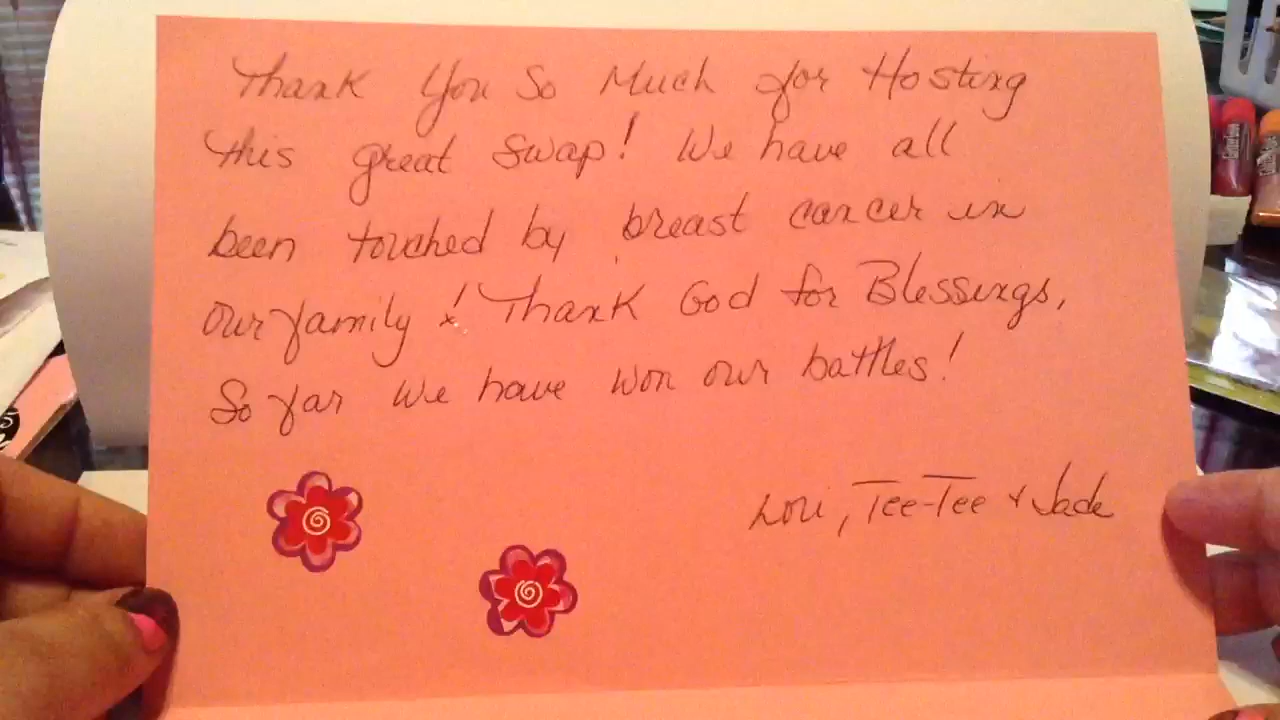 Thank You So Much for Hosting
this great swap! We have all
been touched by breast cancer in
our family! Thank God for Blessings,
So far we have won our battles!
Lori, Tee-Tee + Jade